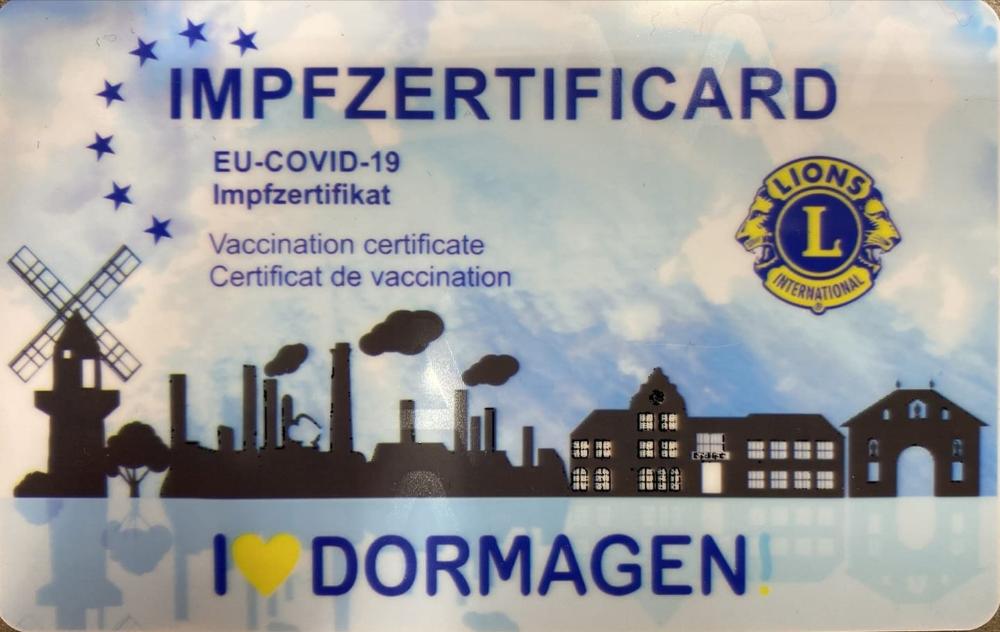 IMPFZERTIFICARD
EU-COVID-19
Impfzertifikat
Vaccination certificate
Certificat de vaccination
LIONS
L
INTERNATIONAL
®
I 💛 DORMAGEN!